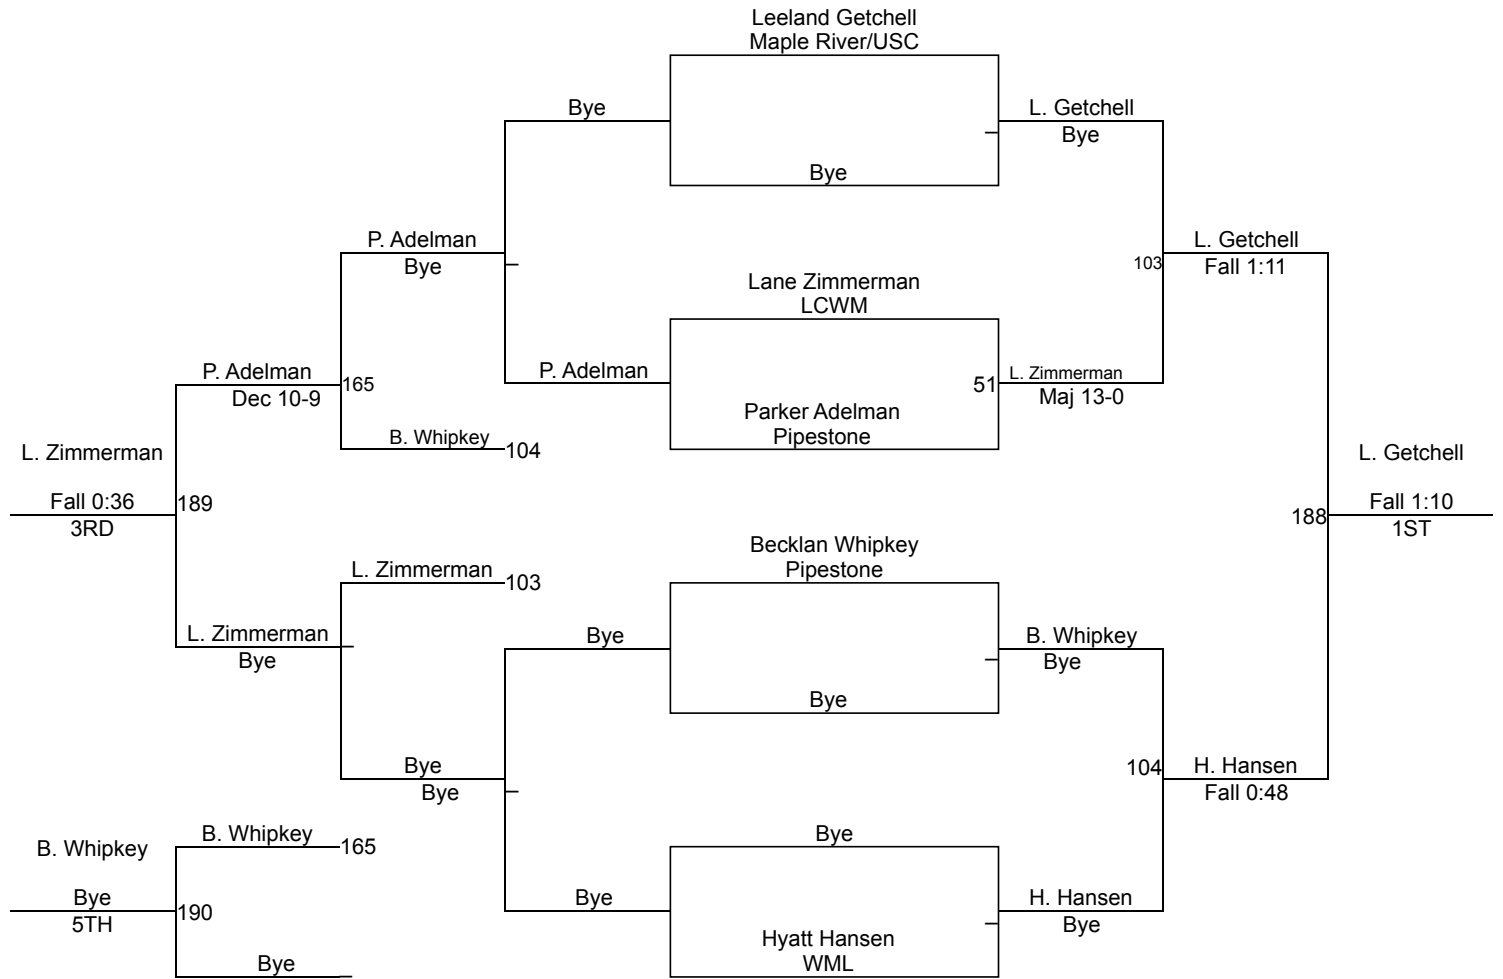 Leeland Getchell
Maple River/USC
Bye
L. Getchell
Bye
Bye
P. Adelman
Bye
L. Getchell
Fall 1:11
103
Lane Zimmerman
LCWM
P. Adelman
Dec 10-9
165
P. Adelman
51
L. Zimmerman
Maj 13-0
Parker Adelman
Pipestone
B. Whipkey
104
L. Zimmerman
Fall 0:36
3RD
189
L. Getchell
Fall 1:10
1ST
188
Becklan Whipkey
Pipestone
L. Zimmerman
103
L. Zimmerman
Bye
Bye
B. Whipkey
Bye
Bye
Bye
Bye
104
H. Hansen
Fall 0:48
B. Whipkey
165
B. Whipkey
Bye
5TH
190
Bye
Bye
Bye
H. Hansen
Bye
Hyatt Hansen
WML